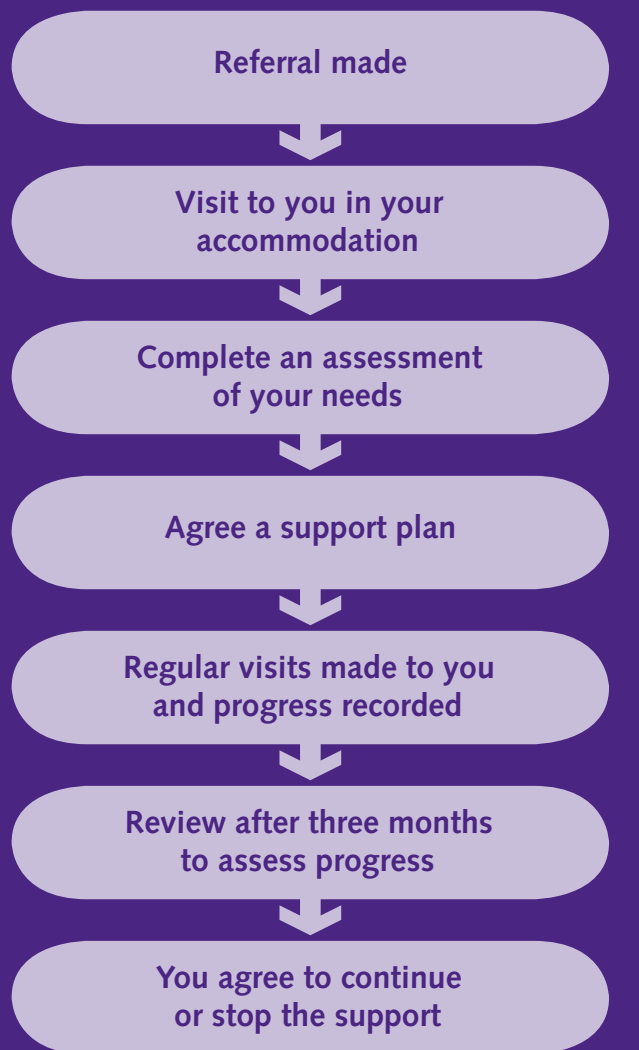 Referral made
Visit to you in your
accommodation
Complete an assessment
of your needs
Agree a support plan
Regular visits made to you
and progress recorded
Review after three months
to assess progress
You agree to continue
or stop the support